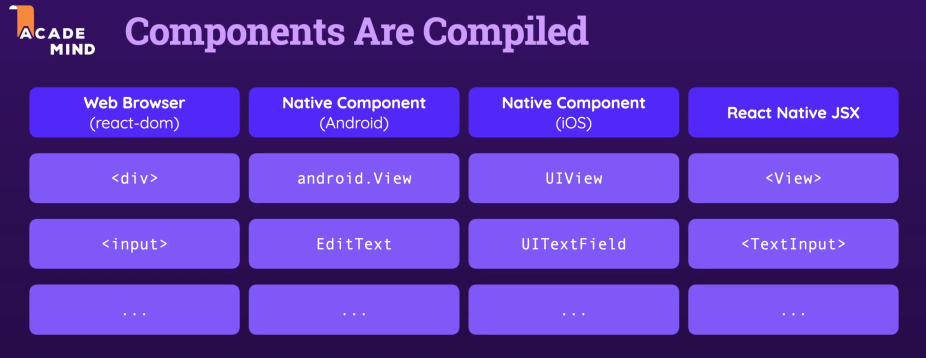 ACADE
MIND
Components Are Compiled
Web Browser
(react-dom)
Native Component
(Android)
Native Component
(iOS)
React Native JSX
<div>
android.View
UIView
<View>
<input>
EditText
UITextField
<TextInput>
...
...
...
...